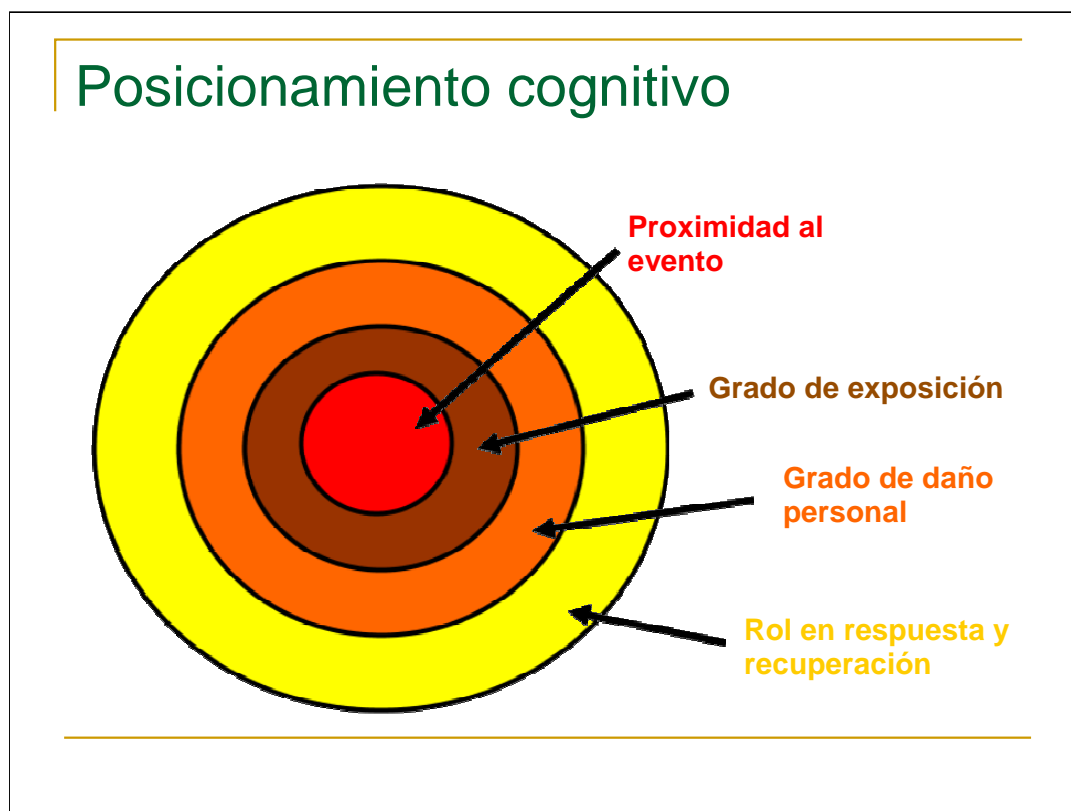 Posicionamiento cognitivo
Proximidad al
evento
Grado de exposición
Grado de daño
personal
Rol en respuesta y
recuperación